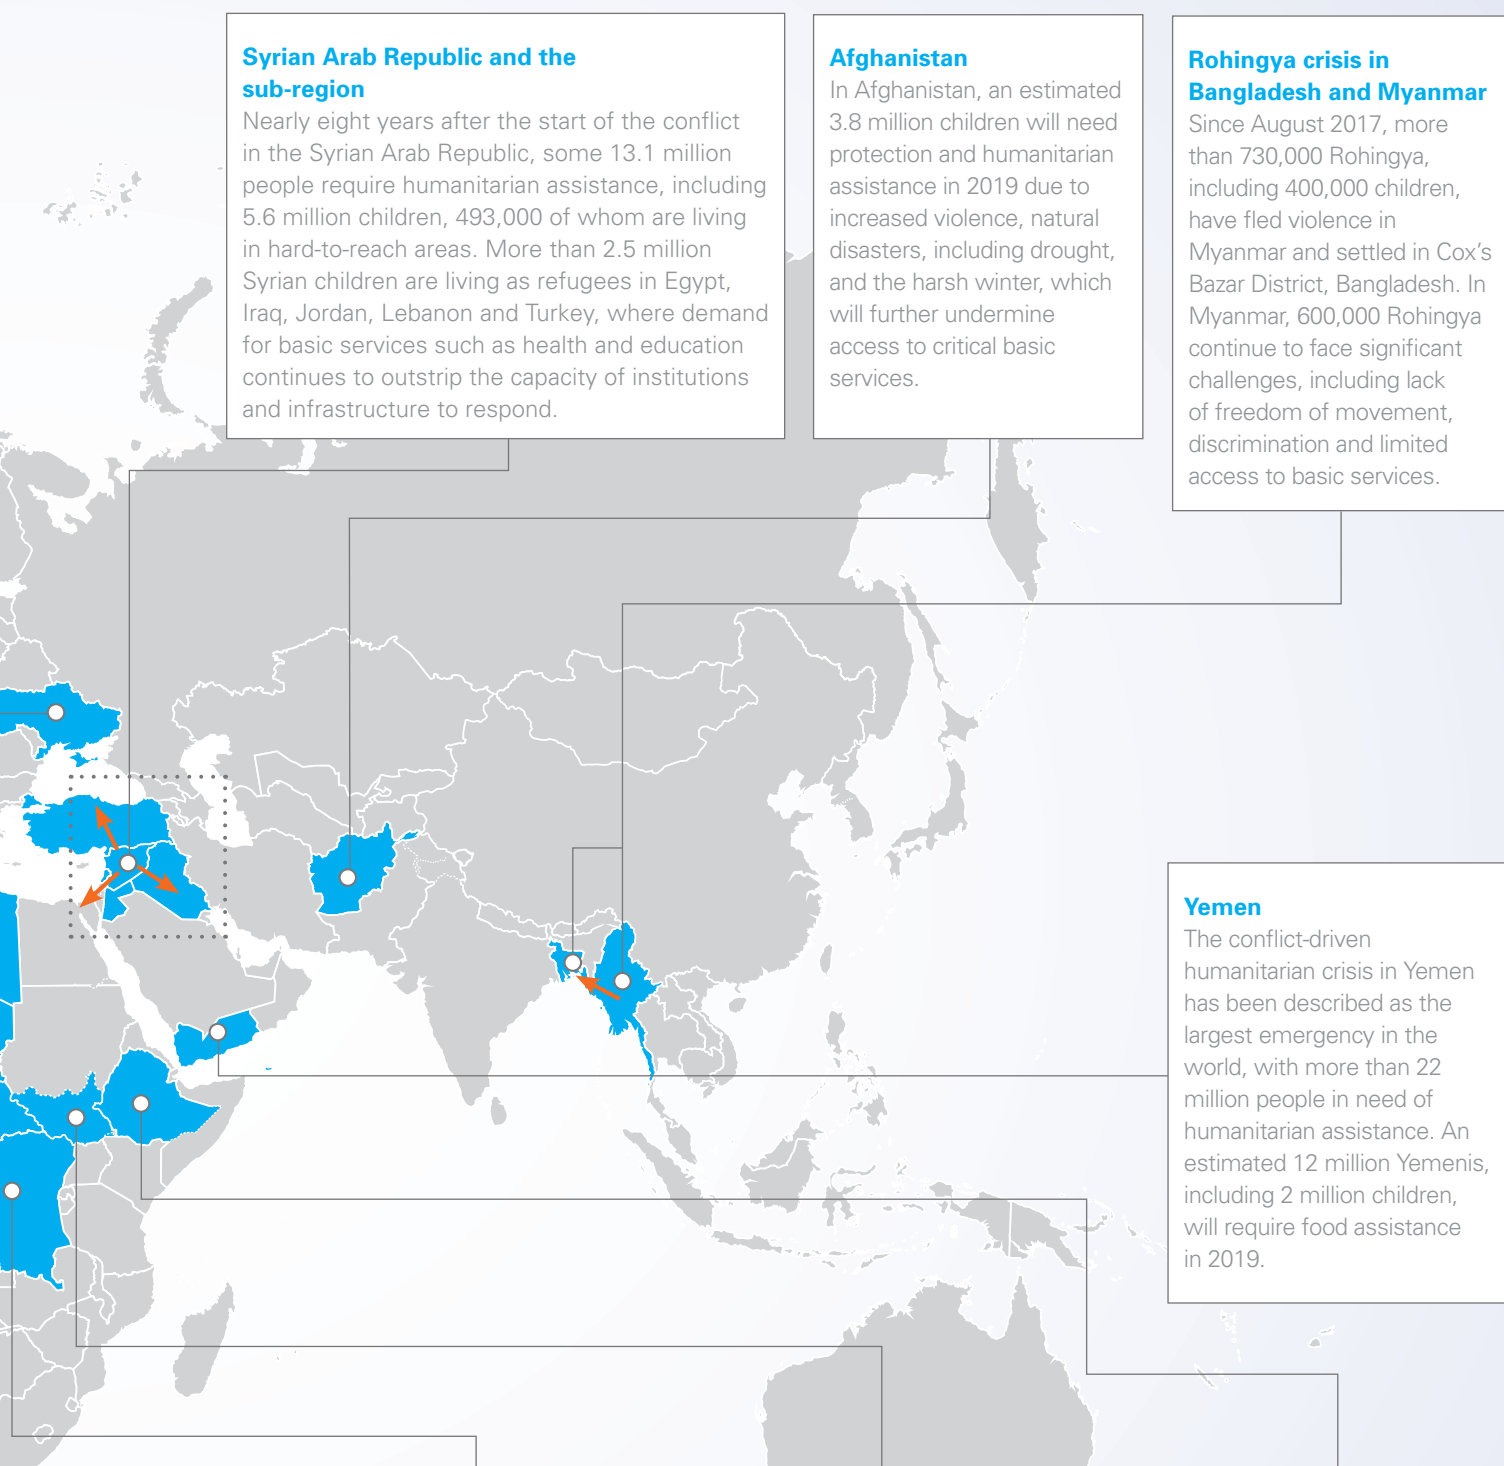 Syrian Arab Republic and the
sub-region
Nearly eight years after the start of the conflict
in the Syrian Arab Republic, some 13.1 million
people require humanitarian assistance, including
5.6 million children, 493,000 of whom are living
in hard-to-reach areas. More than 2.5 million
Syrian children are living as refugees in Egypt,
Iraq, Jordan, Lebanon and Turkey, where demand
for basic services such as health and education
continues to outstrip the capacity of institutions
and infrastructure to respond.
Afghanistan
In Afghanistan, an estimated
3.8 million children will need
protection and humanitarian
assistance in 2019 due to
increased violence, natural
disasters, including drought,
and the harsh winter, which
will further undermine
access to critical basic
services.
Rohingya crisis in
Bangladesh and Myanmar
Since August 2017, more
than 730,000 Rohingya,
including 400,000 children,
have fled violence in
Myanmar and settled in Cox's
Bazar District, Bangladesh. In
Myanmar, 600,000 Rohingya
continue to face significant
challenges, including lack
of freedom of movement,
discrimination and limited
access to basic services.
Yemen
The conflict-driven
humanitarian crisis in Yemen
has been described as the
largest emergency in the
world, with more than 22
million people in need of
humanitarian assistance. An
estimated 12 million Yemenis,
including 2 million children,
will require food assistance
in 2019.